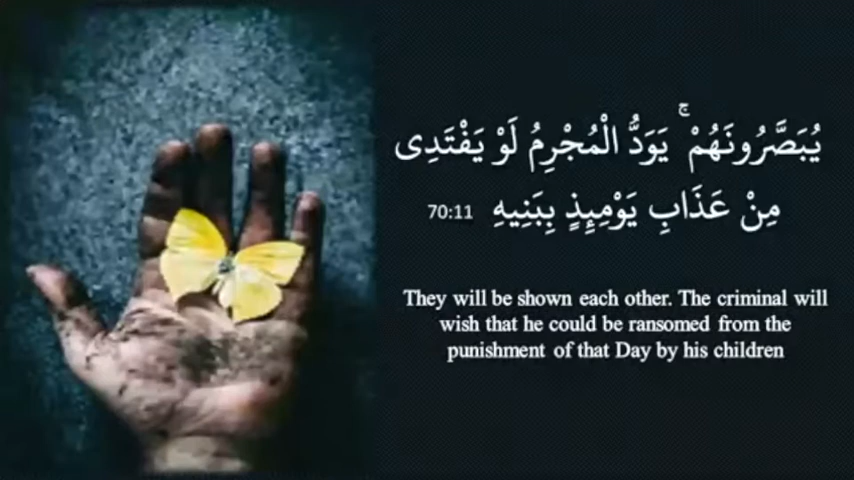 يُبَصَّرُونَهُمْ ۚ يَوَدُّ الْمُجْرِمُ لَوْ يَفْتَدِى
مِنْ عَذَابِ يَوْمِئِذٍ بِبَنِيهِ 70:11
They will be shown each other. The criminal will
wish that he could be ransomed from the
punishment of that Day by his children